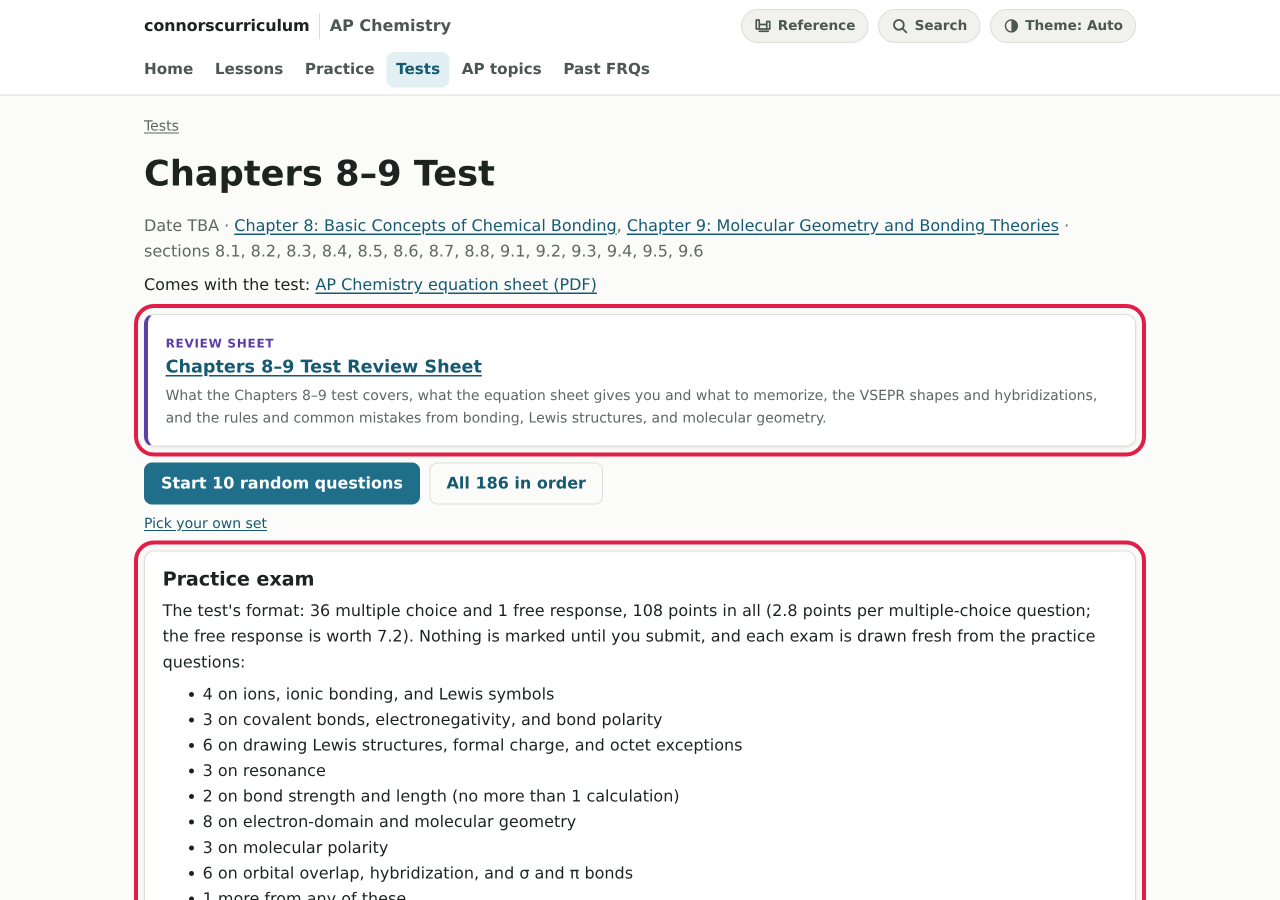 connorscurriculum
AP Chemistry
Reference
Search
Theme: Auto
Home
Lessons
Practice
Tests
AP topics
Past FRQs
Tests
Chapters 8–9 Test
Date TBA · Chapter 8: Basic Concepts of Chemical Bonding, Chapter 9: Molecular Geometry and Bonding Theories ·
sections 8.1, 8.2, 8.3, 8.4, 8.5, 8.6, 8.7, 8.8, 9.1, 9.2, 9.3, 9.4, 9.5, 9.6
Comes with the test: AP Chemistry equation sheet (PDF)
REVIEW SHEET
Chapters 8–9 Test Review Sheet
What the Chapters 8–9 test covers, what the equation sheet gives you and what to memorize, the VSEPR shapes and hybridizations,
and the rules and common mistakes from bonding, Lewis structures, and molecular geometry.
Start 10 random questions
All 186 in order
Pick your own set
Practice exam
The test's format: 36 multiple choice and 1 free response, 108 points in all (2.8 points per multiple-choice question;
the free response is worth 7.2). Nothing is marked until you submit, and each exam is drawn fresh from the practice
questions:
• 4 on ions, ionic bonding, and Lewis symbols
• 3 on covalent bonds, electronegativity, and bond polarity
• 6 on drawing Lewis structures, formal charge, and octet exceptions
• 3 on resonance
• 2 on bond strength and length (no more than 1 calculation)
• 8 on electron-domain and molecular geometry
• 3 on molecular polarity
• 6 on orbital overlap, hybridization, and σ and π bonds
• 1 more from any of these